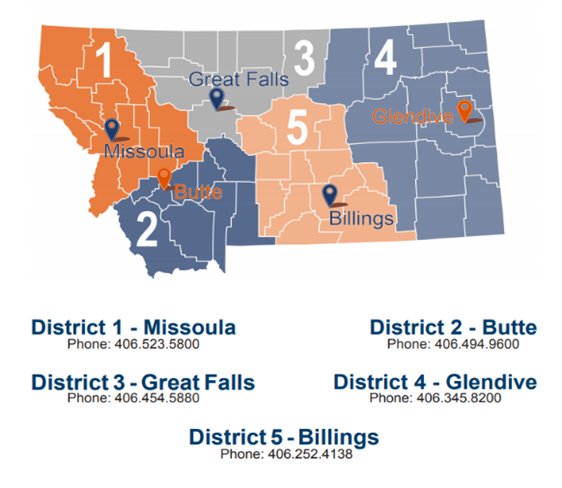 1
3
4
Great Falls
Glendive
5
Missoula
Butte
2
Billings
District 1 - Missoula
Phone: 406.523.5800
District 2 - Butte
Phone: 406.494.9600
District 3 - Great Falls
Phone: 406.454.5880
District 4 - Glendive
Phone: 406.345.8200
District 5 - Billings
Phone: 406.252.4138